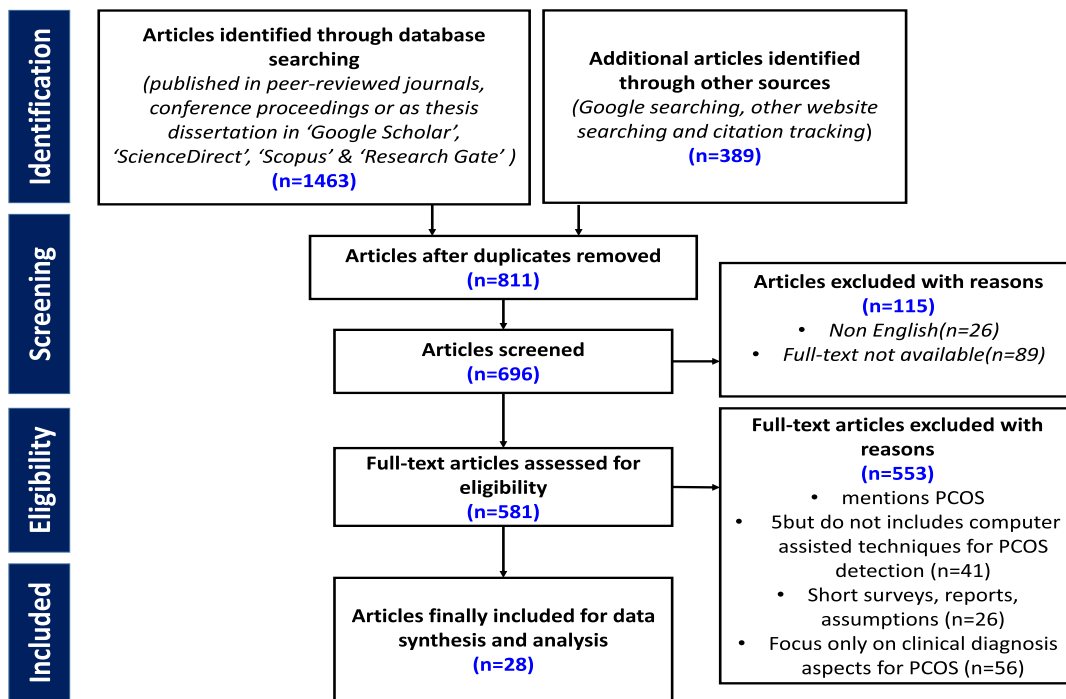 Identification
Articles identified through database
searching
(published in peer-reviewed journals,
conference proceedings or as thesis
dissertation in ‘Google Scholar’,
‘ScienceDirect’, ‘Scopus’ & ‘Research Gate’ )
(n=1463)
Additional articles identified
through other sources
(Google searching, other website
searching and citation tracking)
(n=389)
Screening
Articles after duplicates removed
(n=811)
Articles screened
(n=696)
Articles excluded with reasons
(n=115)
• Non English(n=26)
• Full-text not available(n=89)
Eligibility
Full-text articles assessed for
eligibility
(n=581)
Full-text articles excluded with
reasons
(n=553)
• mentions PCOS
• 5but do not includes computer
assisted techniques for PCOS
detection (n=41)
• Short surveys, reports,
assumptions (n=26)
• Focus only on clinical diagnosis
aspects for PCOS (n=56)
Included
Articles finally included for data
synthesis and analysis
(n=28)